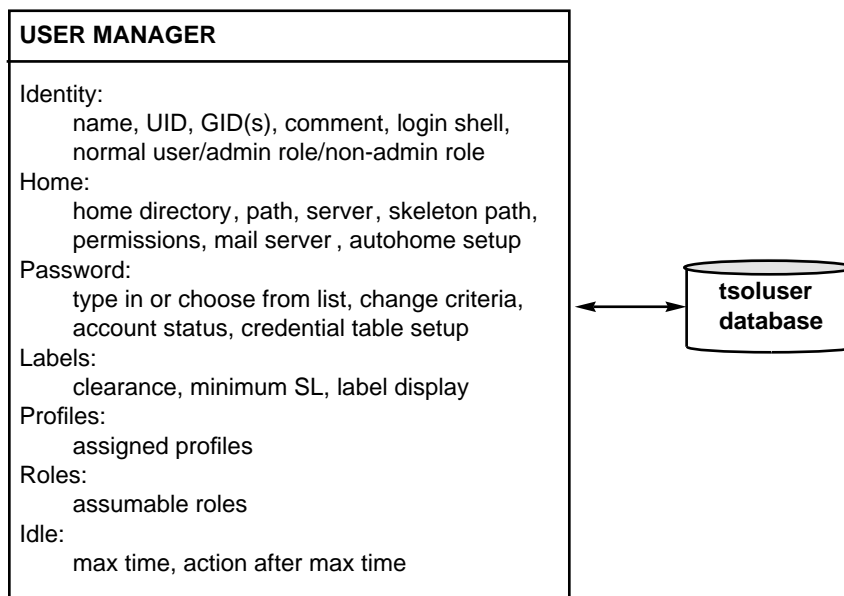 USER MANAGER
Identity:
name, UID, GID(s), comment, login shell,
normal user/admin role/non-admin role
Home:
home directory, path, server, skeleton path,
permissions, mail server , autohome setup
Password:
type in or choose from list, change criteria,
account status, credential table setup
Labels:
clearance, minimum SL, label display
Profiles:
assigned profiles
Roles:
assumable roles
Idle:
max time, action after max time
tsoluser
database